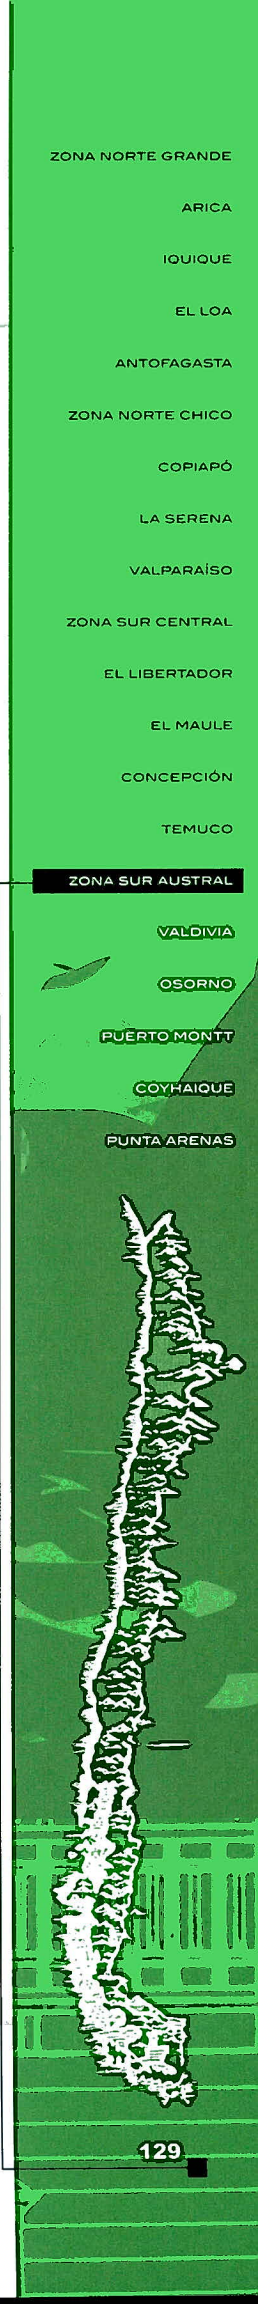 ZONA NORTE GRANDE
ARICA
IQUIQUE
EL LOA
ANTOFAGASTA
ZONA NORTE CHICO
COPIAPÓ
LA SERENA
VALPARAÍSO
ZONA SUR CENTRAL
EL LIBERTADOR
EL MAULE
CONCEPCIÓN
TEMUCO
ZONA SUR AUSTRAL
VALDIVIA
OSORNO
PUERTO MONTT
COYHAIQUE
PUNTA ARENAS
129